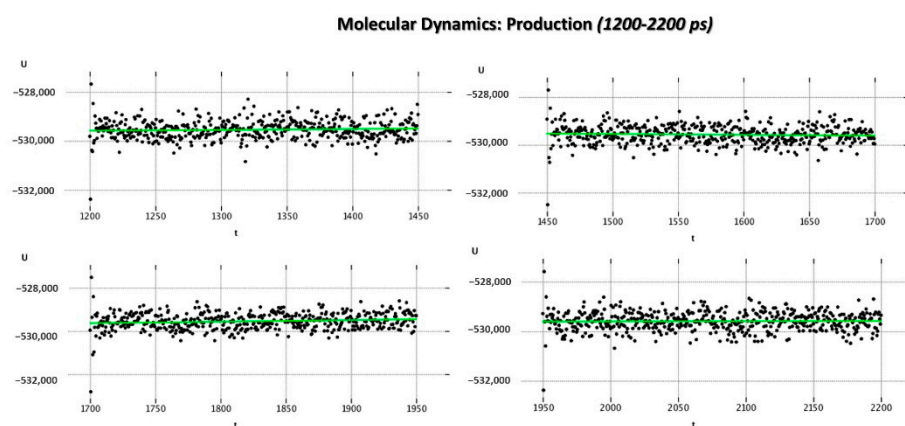 Molecular Dynamics: Production (1200-2200 ps)
U
−528,000
−530,000
−532,000
1200 1250 1300 1350 1400 1450
t
U
−528,000
−530,000
−532,000
1450 1500 1550 1600 1650 1700
t
U
−528,000
−530,000
−532,000
1700 1750 1800 1850 1900 1950
t
U
−528,000
−530,000
−532,000
1950 2000 2050 2100 2150 2200
t